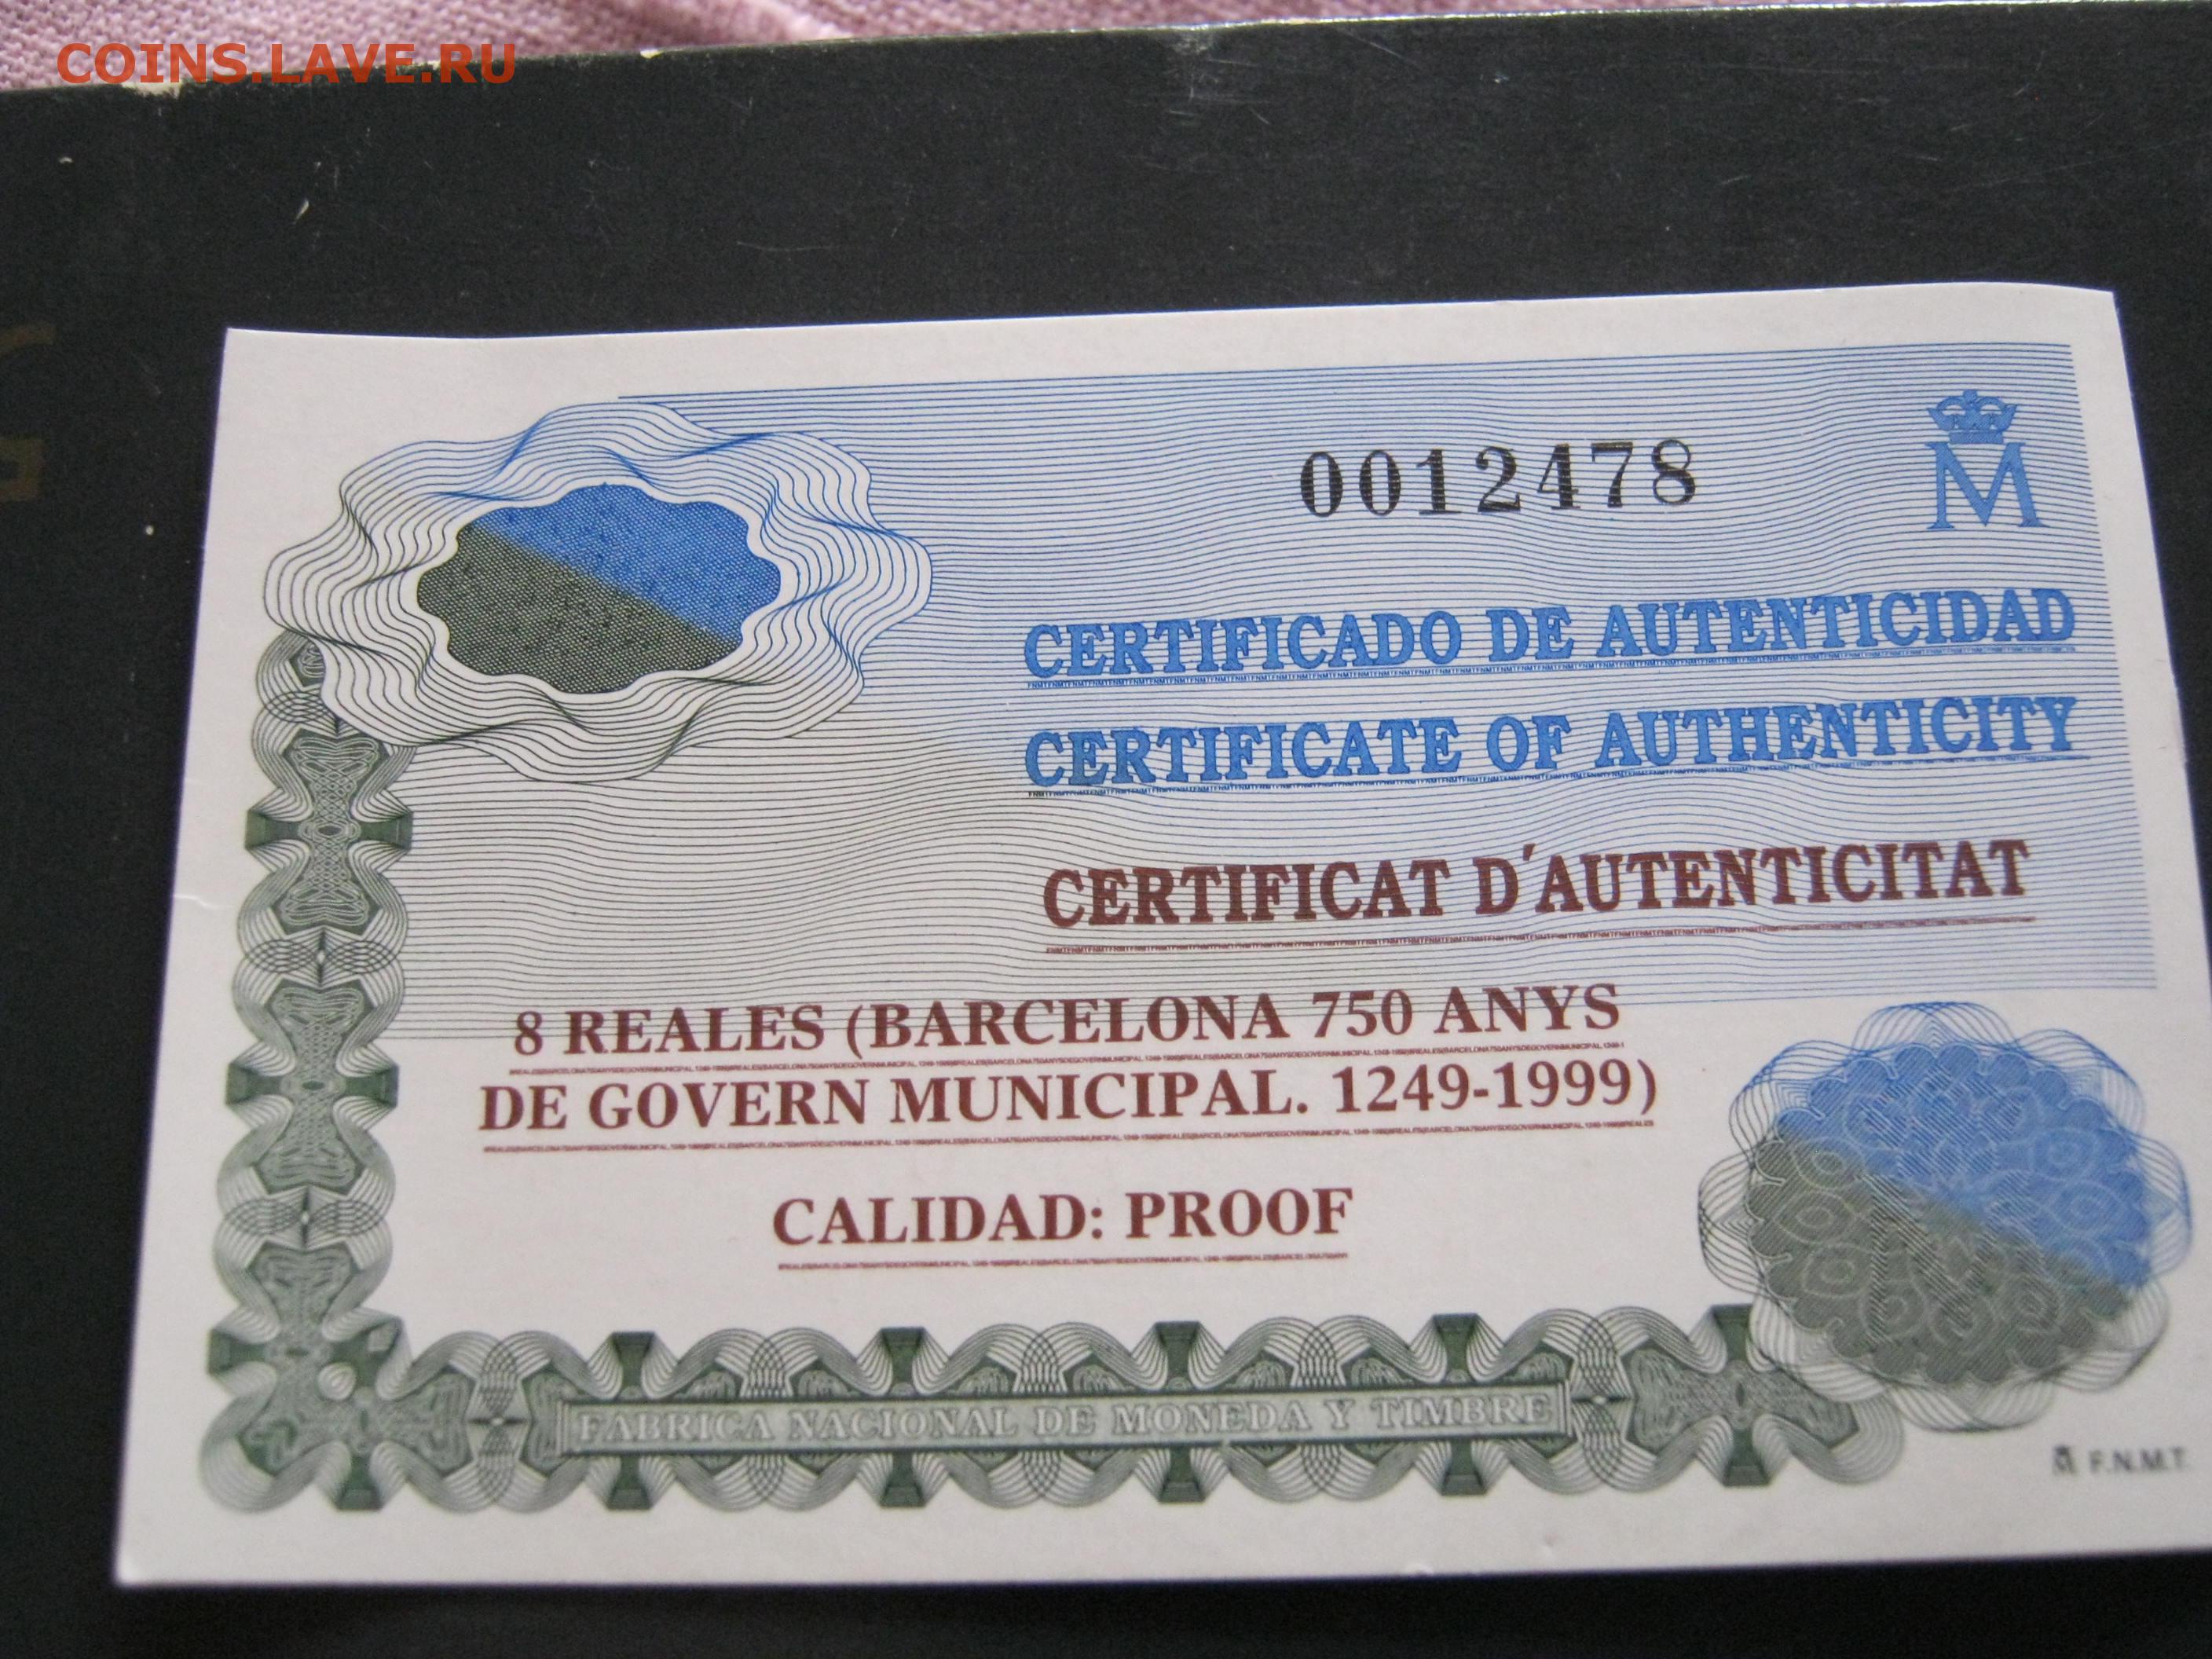 COINS.LAVE.RU
0012478
M
CERTIFICADO DE AUTENTICIDAD
CERTIFICATE OF AUTHENTICITY
CERTIFICAT D'AUTENTICITAT
8 REALES (BARCELONA 750 ANYS
DE GOVERN MUNICIPAL. 1249-1999)
CALIDAD: PROOF
FABRICA NACIONAL DE MONEDA Y TIMBRE
M F.N.M.T.